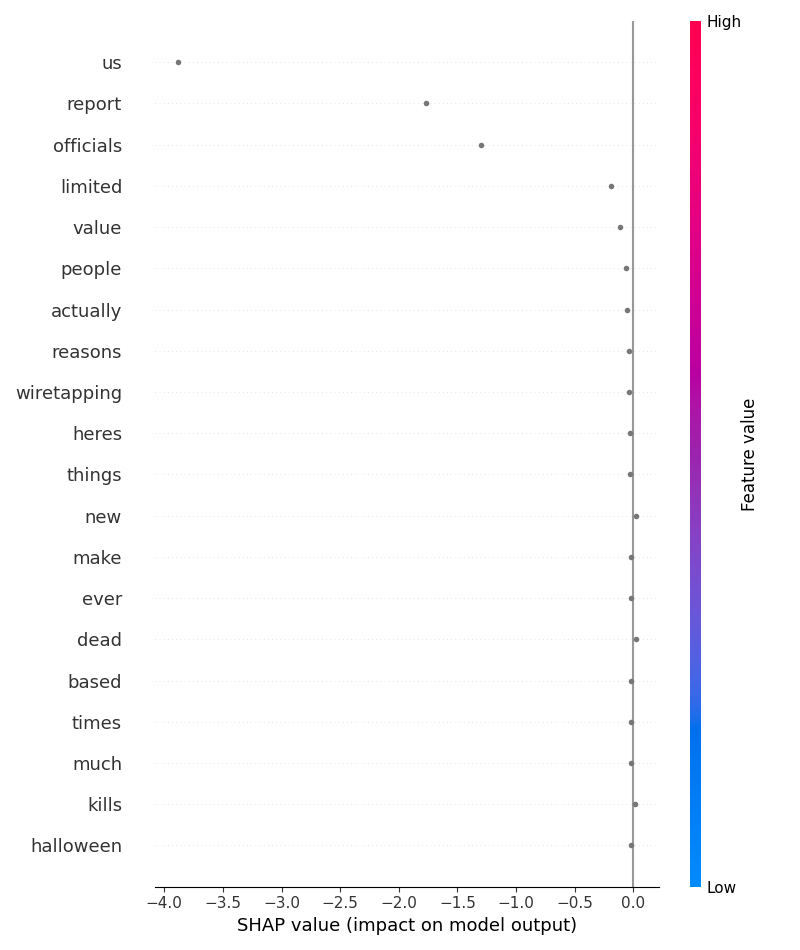 High
us
report
officials
limited
value
people
actually
reasons
wiretapping
heres
things
new
make
ever
dead
based
times
much
kills
halloween
Feature value
Low
−4.0 −3.5 −3.0 −2.5 −2.0 −1.5 −1.0 −0.5 0.0
SHAP value (impact on model output)